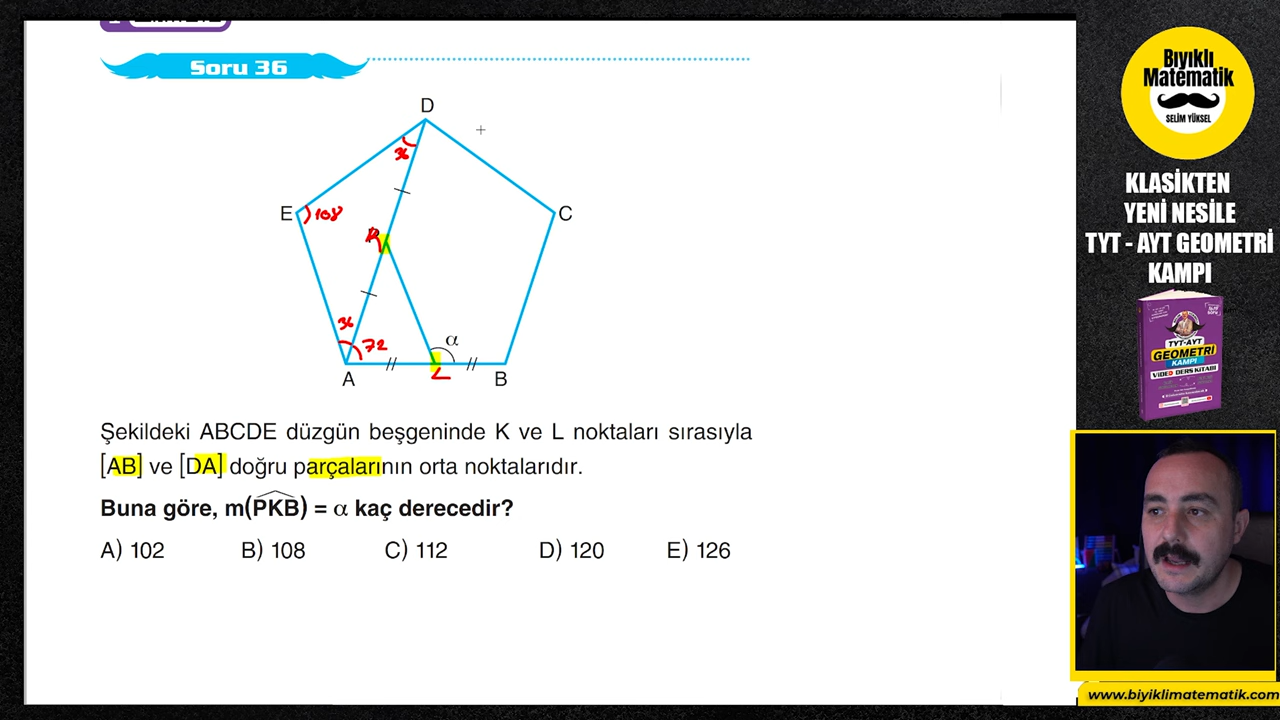 Soru 36
D
36
E
108
K
C
36
72
α
A
L
B
Şekildeki ABCDE düzgün beşgeninde K ve L noktaları sırasıyla
[AB] ve [DA] doğru parçalarının orta noktalarıdır.
Buna göre, m(PKB) = α kaç derecedir?
A) 102 B) 108 C) 112 D) 120 E) 126
Bıyıklı
Matematik
SELİM YÜKSEL
KLASİKTEN
YENİ NESİLE
TYT - AYT GEOMETRİ
KAMPI
TYT-AYT
GEOMETRİ
KAMPI
VİDEO DERS KİTABI
www.biyiklimatematik.com